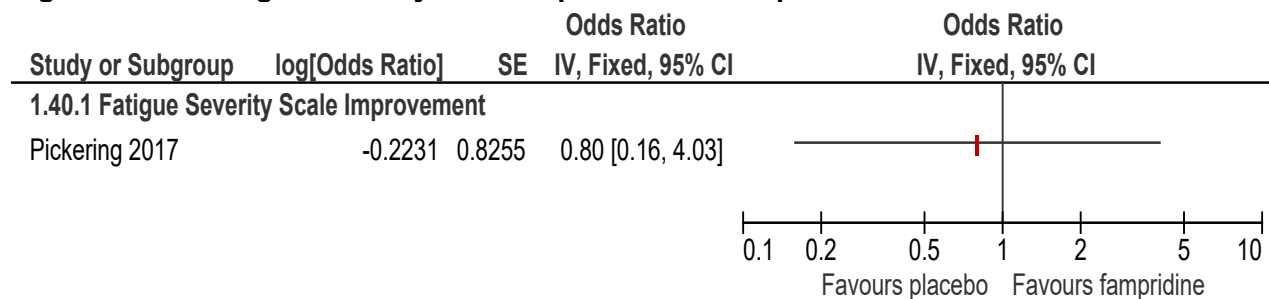 Odds Ratio Odds Ratio
Study or Subgroup log[Odds Ratio] SE IV, Fixed, 95% CI IV, Fixed, 95% CI
1.40.1 Fatigue Severity Scale Improvement
Pickering 2017 -0.2231 0.8255 0.80 [0.16, 4.03]
0.1 0.2 0.5 1 2 5 10
Favours placebo Favours fampridine